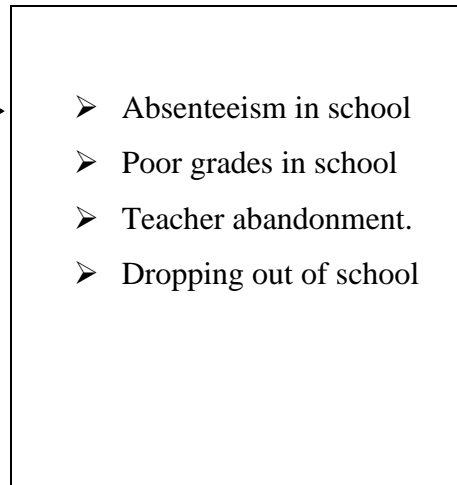 ➢ Absenteeism in school
➢ Poor grades in school
➢ Teacher abandonment.
➢ Dropping out of school